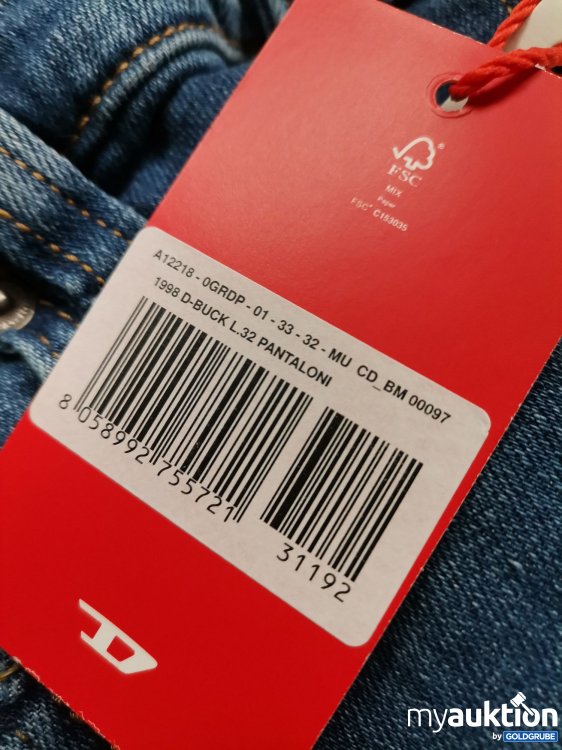 FSC®
MIX
Paper
FSC® C153035
A12218 - 0GRDP - 01 - 33 - 32 - MU CD_BM 00097
1998 D-BUCK L.32 PANTALONI
8 058992 755721
31192
myauktion
by GOLDGRUBE